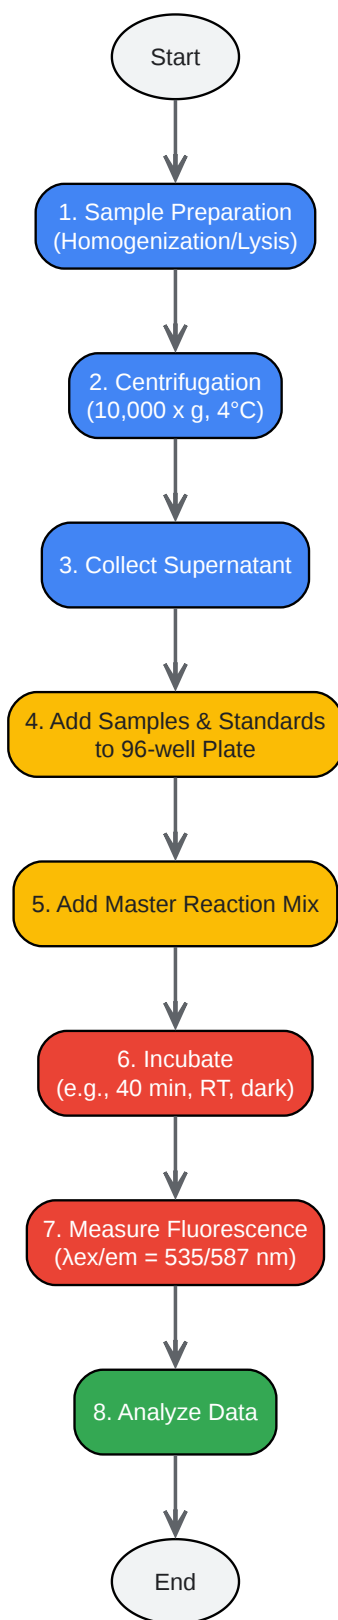 Start
1. Sample Preparation
(Homogenization/Lysis)
2. Centrifugation
(10,000 x g, 4°C)
3. Collect Supernatant
4. Add Samples & Standards
to 96-well Plate
5. Add Master Reaction Mix
6. Incubate
(e.g., 40 min, RT, dark)
7. Measure Fluorescence
(λex/em = 535/587 nm)
8. Analyze Data
End